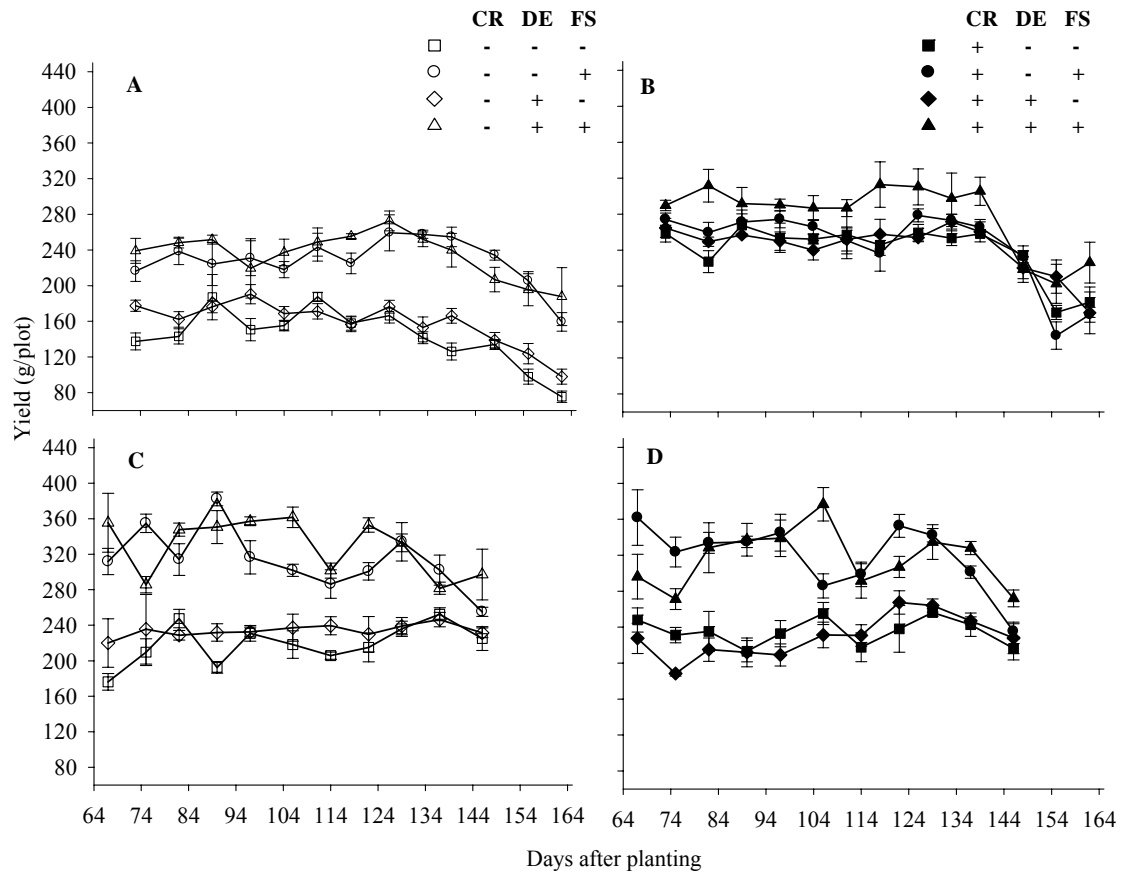 CR DE FS
- - -
- - +
- + -
- + +
CR DE FS
+ - -
+ - +
+ + -
+ + +
A
B
440
400
360
320
280
240
200
160
120
80
Yield (g/plot)
C
D
440
400
360
320
280
240
200
160
120
80
64 74 84 94 104 114 124 134 144 154 164
64 74 84 94 104 114 124 134 144 154 164
Days after planting